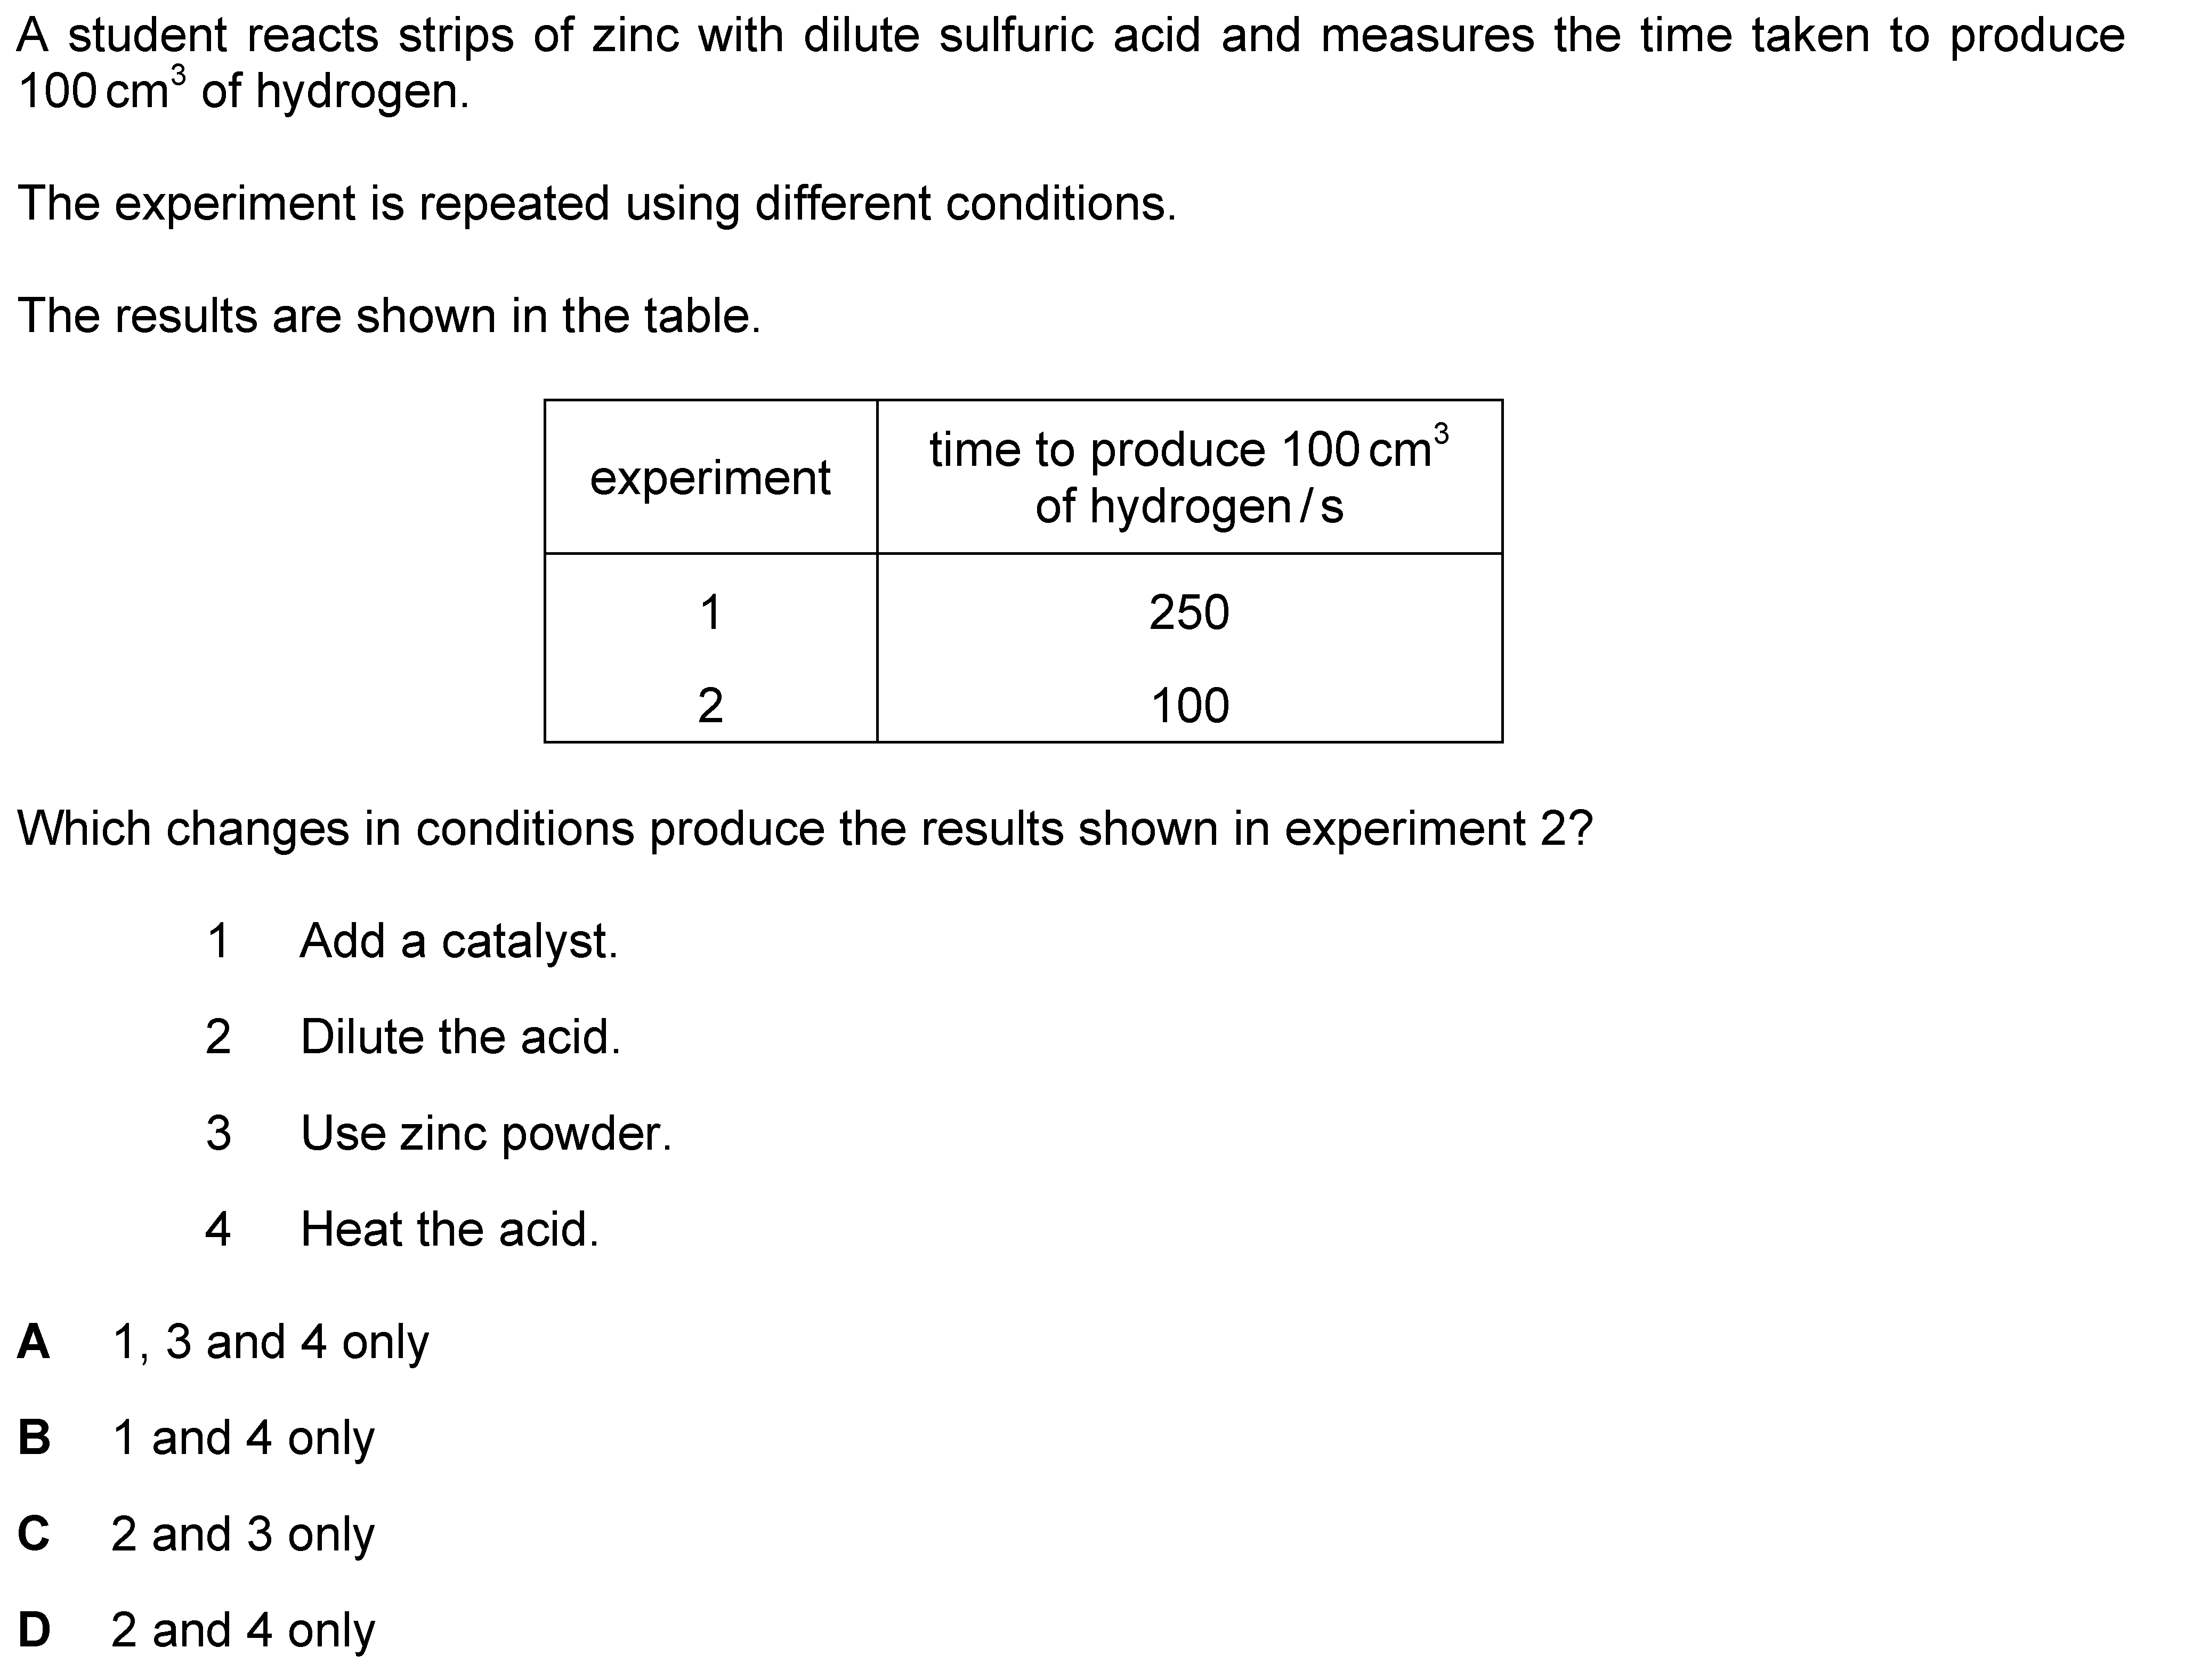 A student reacts strips of zinc with dilute sulfuric acid and measures the time taken to produce
100 cm³ of hydrogen.
The experiment is repeated using different conditions.
The results are shown in the table.
experiment
time to produce 100 cm³
of hydrogen / s
1 250
2 100
Which changes in conditions produce the results shown in experiment 2?
1 Add a catalyst.
2 Dilute the acid.
3 Use zinc powder.
4 Heat the acid.
A 1, 3 and 4 only
B 1 and 4 only
C 2 and 3 only
D 2 and 4 only